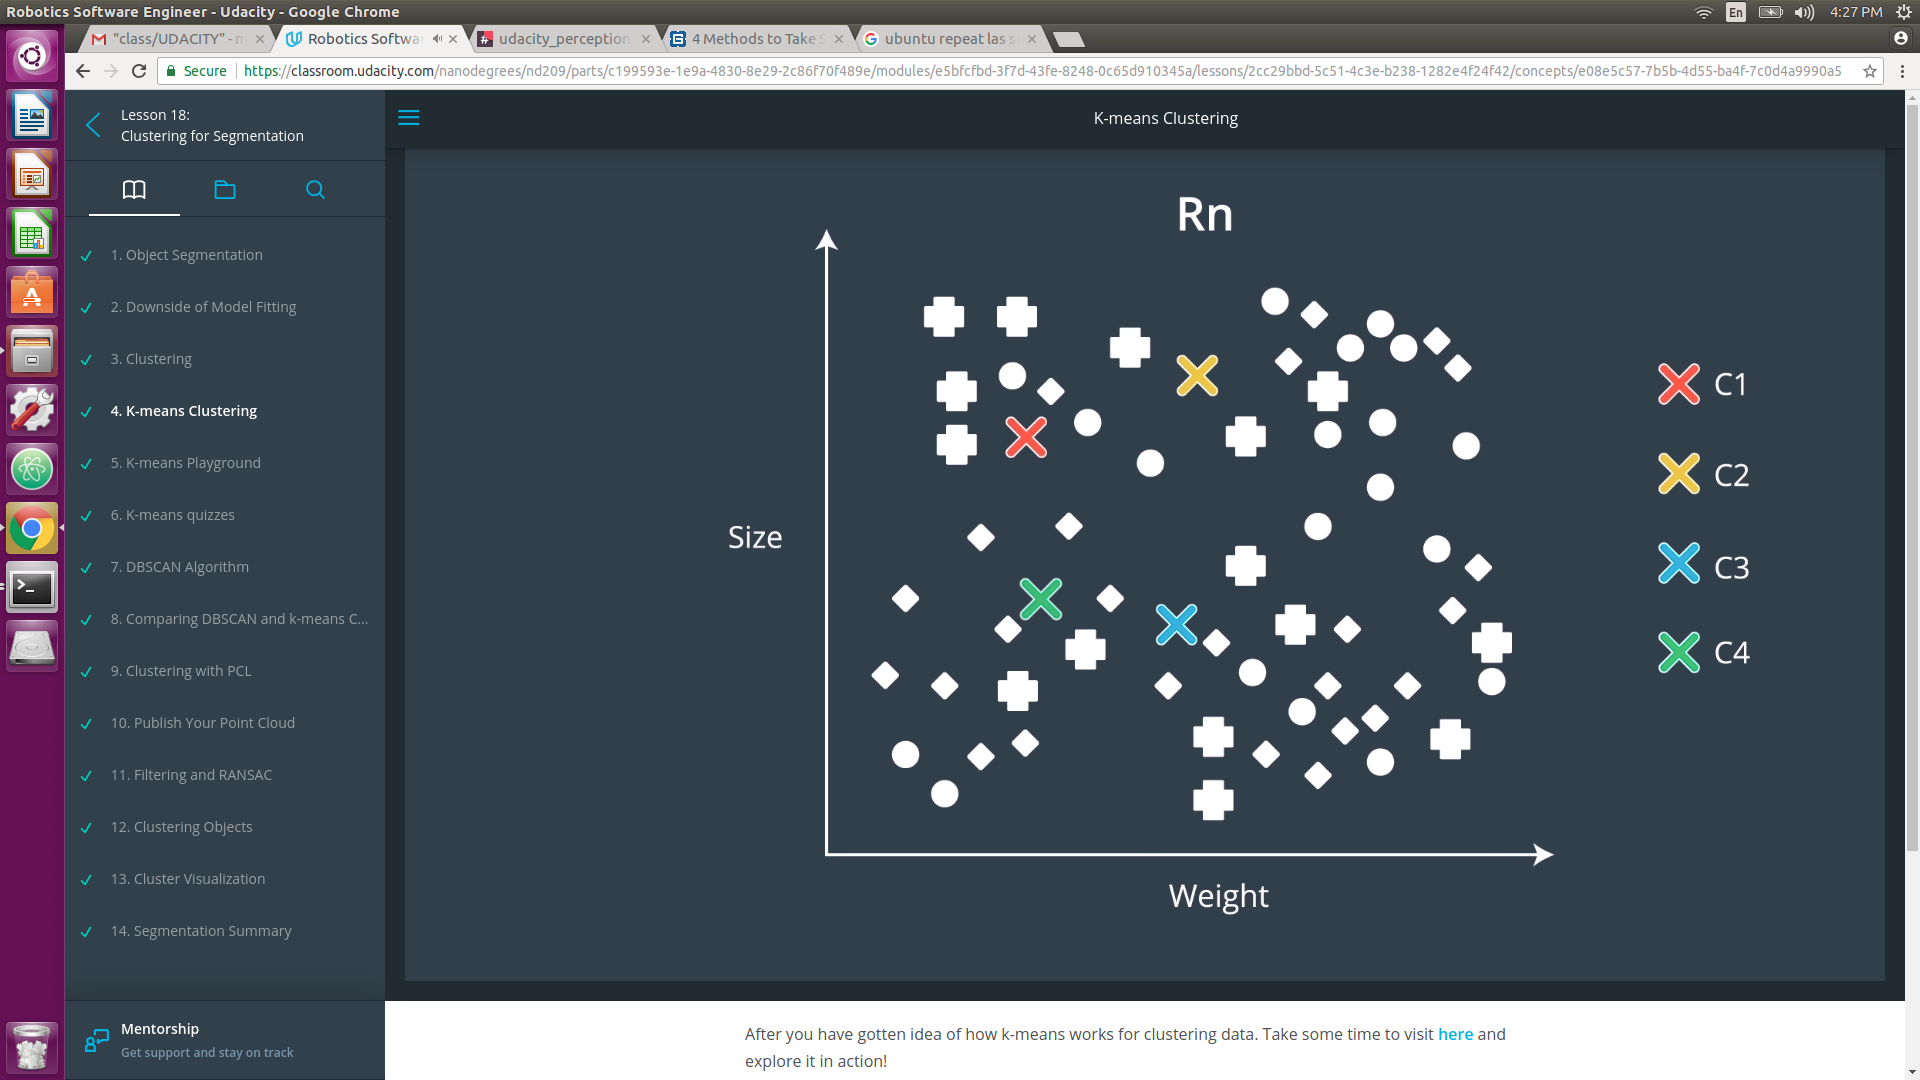 Robotics Software Engineer - Udacity - Google Chrome
En
4:27 PM
"class/UDACITY" - m
Robotics Softwa
udacity_perception
4 Methods to Take S
ubuntu repeat las s
Secure
https://classroom.udacity.com/nanodegrees/nd209/parts/c199593e-1e9a-4830-8e29-2c86f70f489e/modules/e5bfcfbd-3f7d-43fe-8248-0c65d910345a/lessons/2cc29bbd-5c51-4c3e-b238-1282e4f24f42/concepts/e08e5c57-7b5b-4d55-ba4f-7c0d4a9990a5
Lesson 18:
Clustering for Segmentation
1. Object Segmentation
2. Downside of Model Fitting
3. Clustering
4. K-means Clustering
5. K-means Playground
6. K-means quizzes
7. DBSCAN Algorithm
8. Comparing DBSCAN and k-means C...
9. Clustering with PCL
10. Publish Your Point Cloud
11. Filtering and RANSAC
12. Clustering Objects
13. Cluster Visualization
14. Segmentation Summary
Mentorship
Get support and stay on track
K-means Clustering
Rn
Size
Weight
C1
C2
C3
C4
After you have gotten idea of how k-means works for clustering data. Take some time to visit here and
explore it in action!